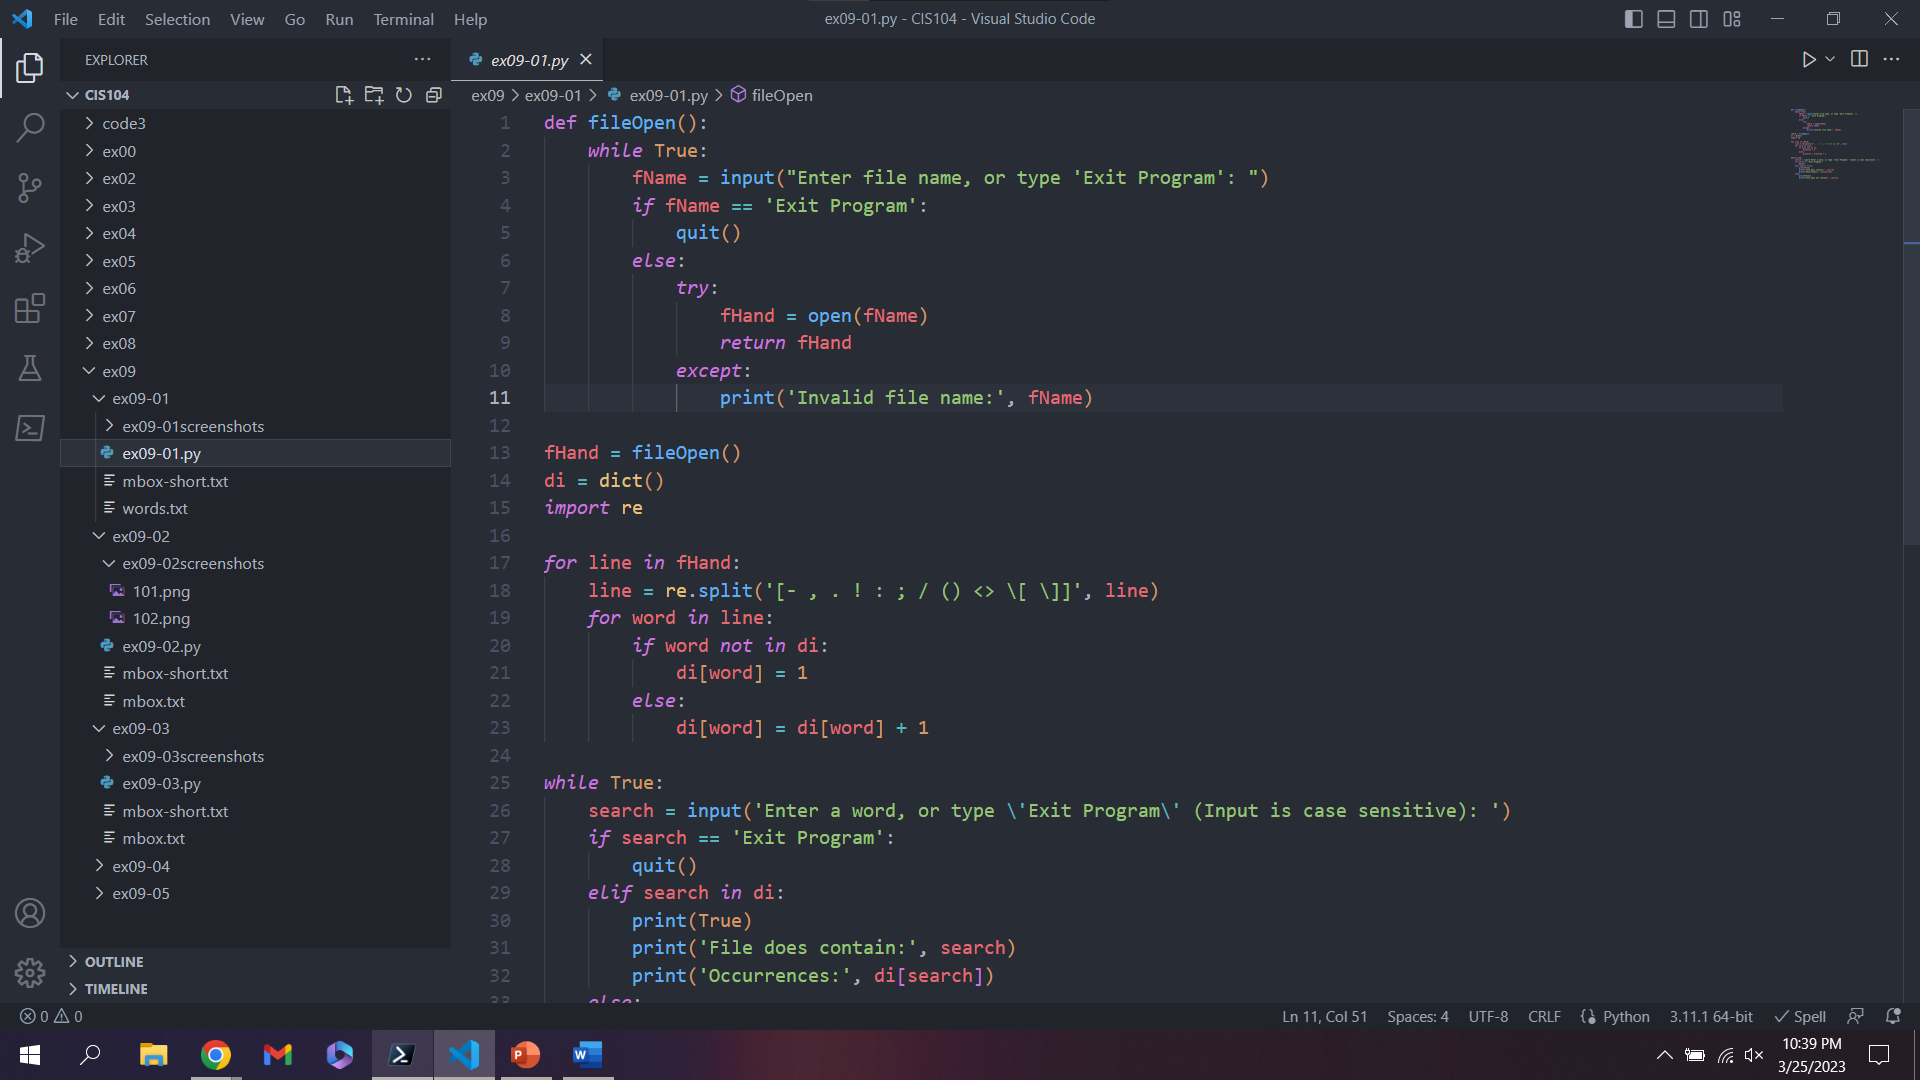 File Edit Selection View Go Run Terminal Help
ex09-01.py - CIS104 - Visual Studio Code
EXPLORER
CIS104
code3
ex00
ex02
ex03
ex04
ex05
ex06
ex07
ex08
ex09
ex09-01
ex09-01screenshots
ex09-01.py
mbox-short.txt
words.txt
ex09-02
ex09-02screenshots
101.png
102.png
ex09-02.py
mbox-short.txt
mbox.txt
ex09-03
ex09-03screenshots
ex09-03.py
mbox-short.txt
mbox.txt
ex09-04
ex09-05
OUTLINE
TIMELINE
ex09-01.py
ex09 > ex09-01 > ex09-01.py > fileOpen
1 def fileOpen():
2     while True:
3         fName = input("Enter file name, or type 'Exit Program': ")
4         if fName == 'Exit Program':
5             quit()
6         else:
7             try:
8                 fHand = open(fName)
9                 return fHand
10             except:
11                 print('Invalid file name:', fName)
12
13 fHand = fileOpen()
14 di = dict()
15 import re
16
17 for line in fHand:
18     line = re.split('[- , . ! : ; / () <> \[ \]]', line)
19     for word in line:
20         if word not in di:
21             di[word] = 1
22         else:
23             di[word] = di[word] + 1
24
25 while True:
26     search = input('Enter a word, or type \'Exit Program\' (Input is case sensitive): ')
27     if search == 'Exit Program':
28         quit()
29     elif search in di:
30         print(True)
31         print('File does contain:', search)
32         print('Occurrences:', di[search])
33     else:
0 0
Ln 11, Col 51 Spaces: 4 UTF-8 CRLF Python 3.11.1 64-bit Spell
10:39 PM
3/25/2023